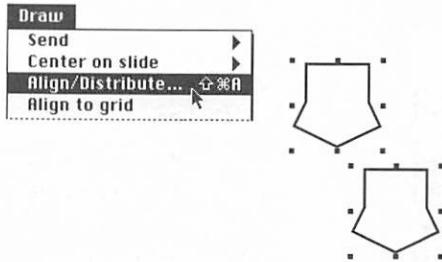 Draw
Send
Center on slide
Align/Distribute... ⇧⌘A
Align to grid